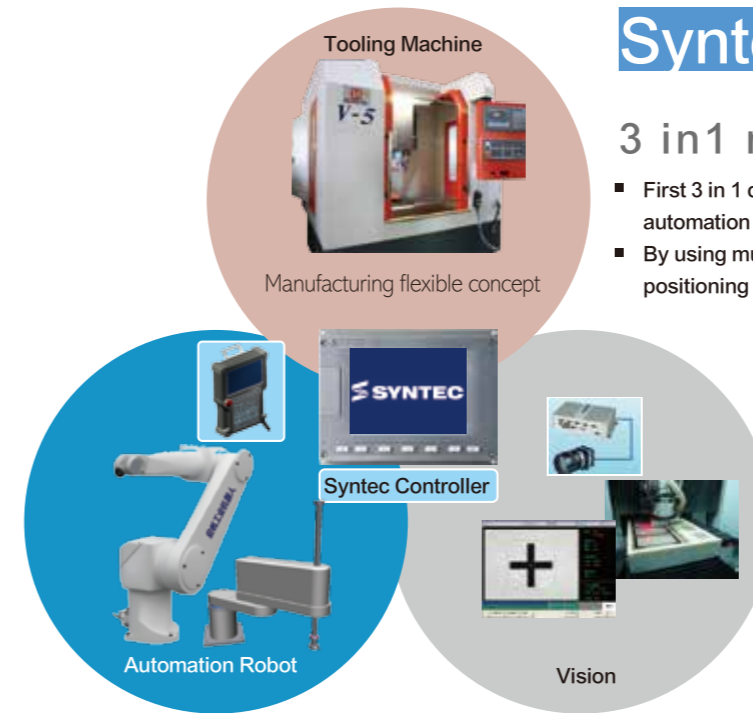 Tooling Machine
V-5
Manufacturing flexible concept
SYNTEC
Syntec Controller
Automation Robot
Vision
Synt
3 in1
First 3 in 1
automation
By using
positioning